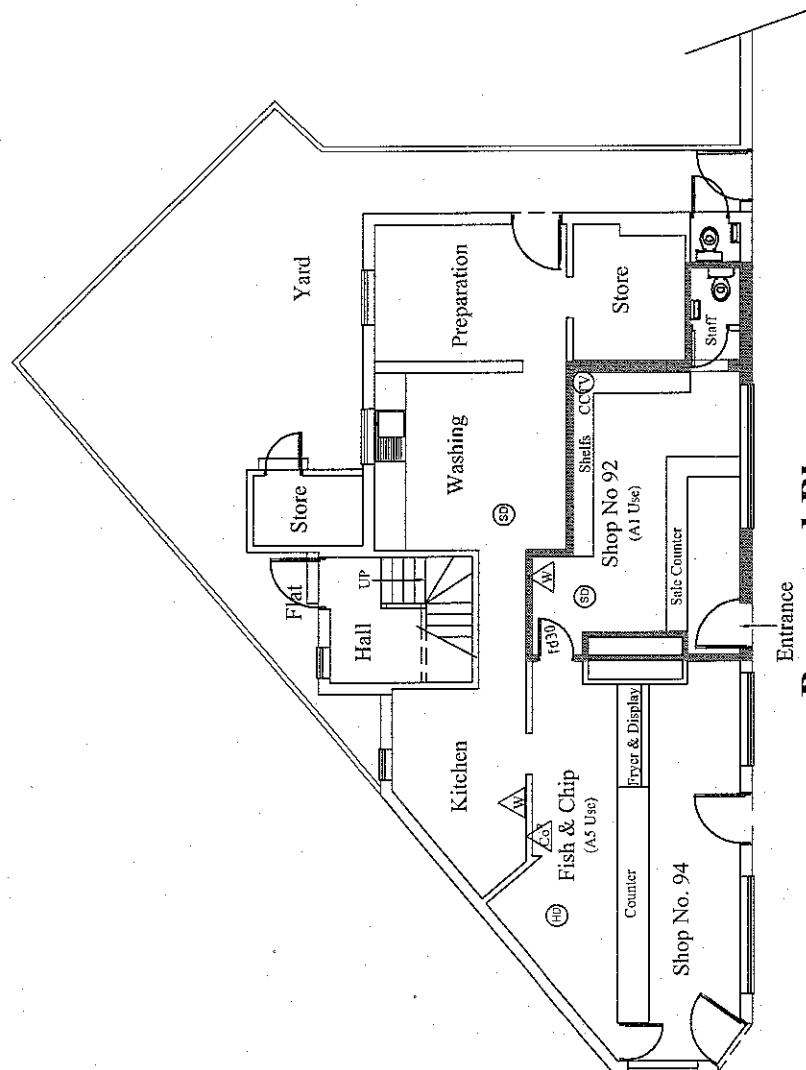 Yard
Preparation
Store
Staff
Store
Washing
SD
Shelfs
CCTV
Shop No 92
(A1 Use)
Sale Counter
W
SD
fd30
Entrance
Flat
UP
Hall
Kitchen
W
Co²
Fish & Chip
(A5 Use)
Fryer & Display
HD
Counter
Shop No. 94